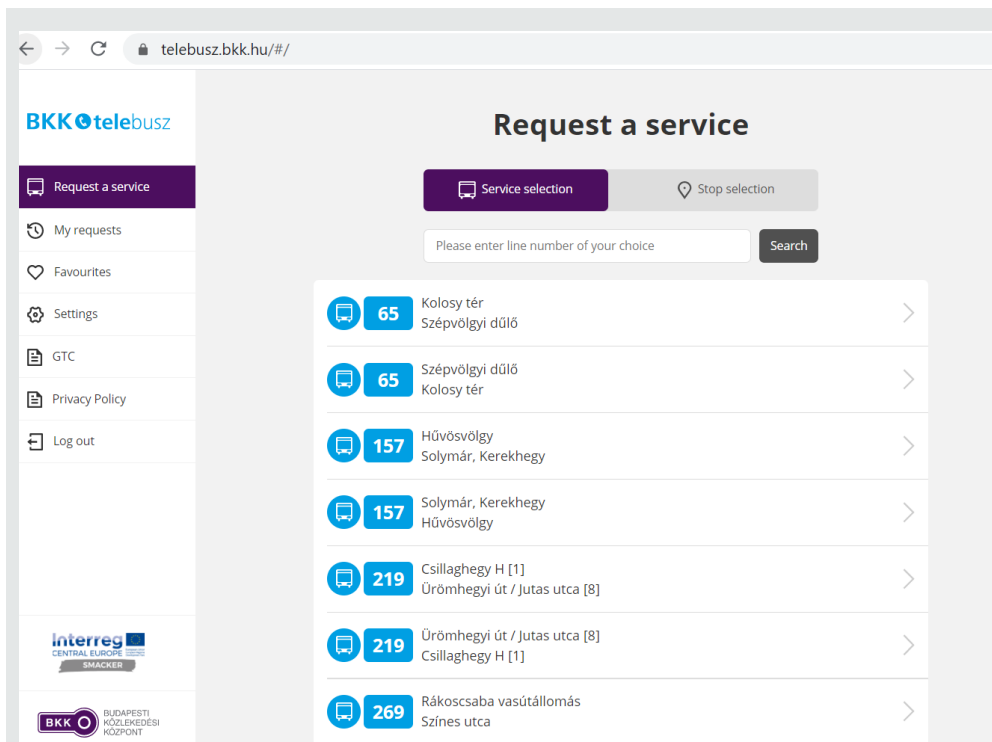 telebusz.bkk.hu/#/
BKK telebusz
Request a service
My requests
Favourites
Settings
GTC
Privacy Policy
Log out
Interreg
CENTRAL EUROPE
SMACKER
BKK
BUDAPESTI
KÖZLEKEDÉSI
KÖZPONT
Request a service
Service selection
Stop selection
Please enter line number of your choice
Search
65
Kolosy tér
Szépvölgyi dűlő
65
Szépvölgyi dűlő
Kolosy tér
157
Hűvösvölgy
Solymár, Kerekhegy
157
Solymár, Kerekhegy
Hűvösvölgy
219
Csillaghegy H [1]
Ürömhegyi út / Jutas utca [8]
219
Ürömhegyi út / Jutas utca [8]
Csillaghegy H [1]
269
Rákoscsaba vasútállomás
Színes utca